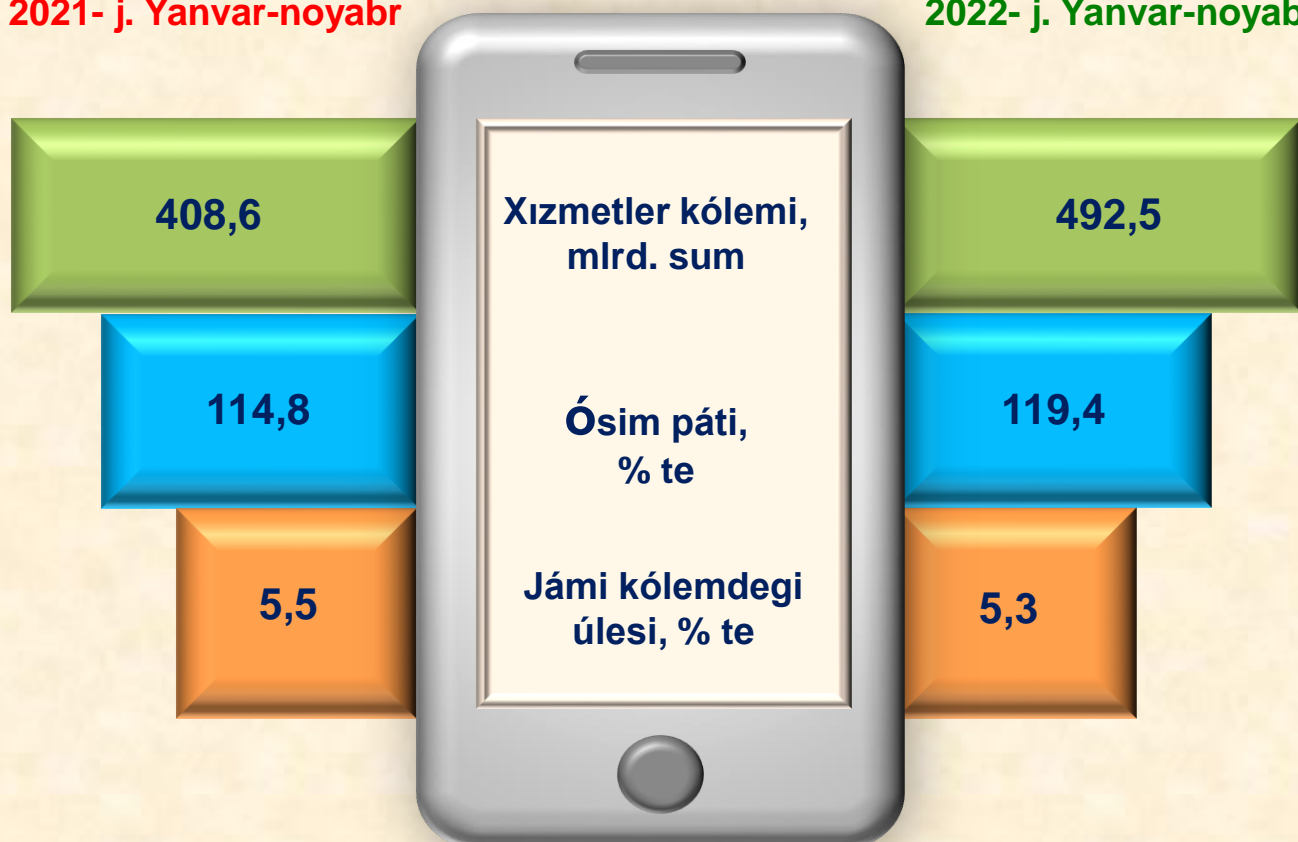 2021- j. Yanvar-noyabr
2022- j. Yanvar-noyab
408,6
Xızmetler kólemi,
mlrd. sum
492,5
114,8
Ósim páti,
% te
119,4
5,5
Jámi kólemdegi
úlesi, % te
5,3